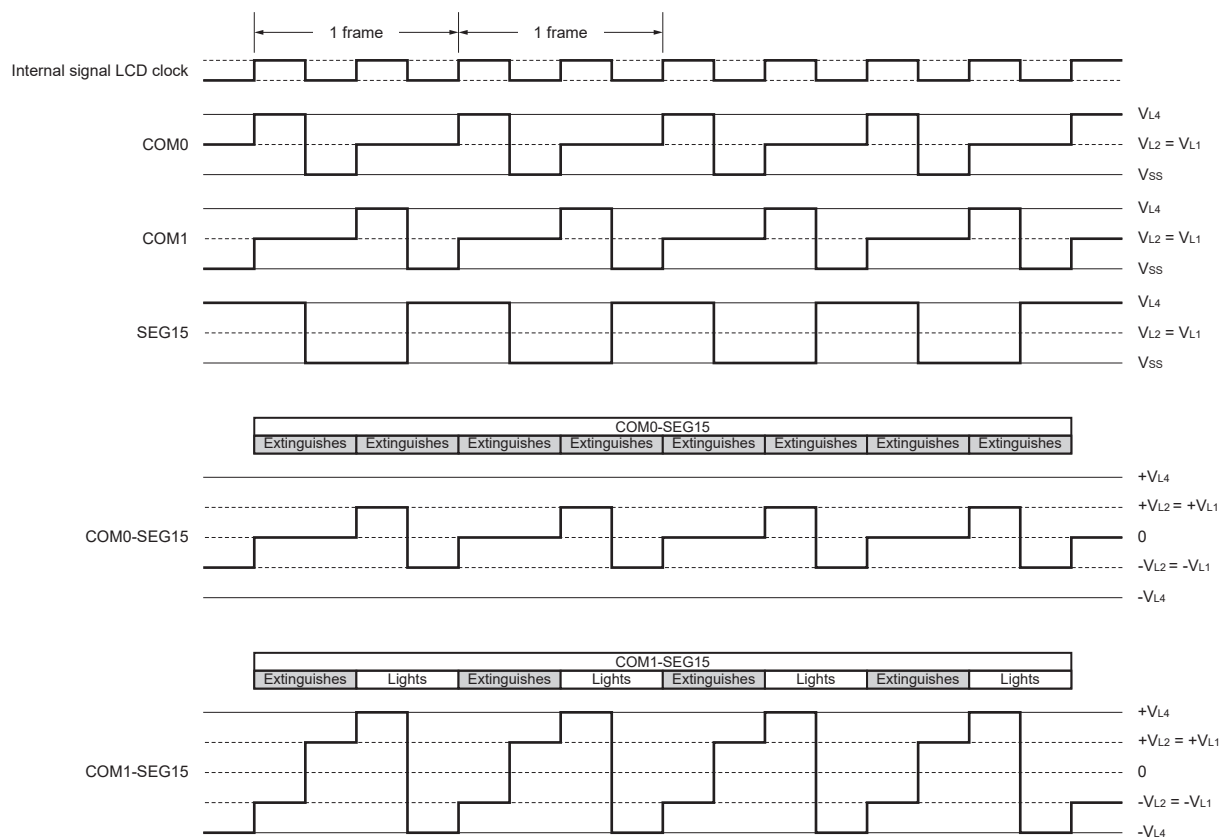 1 frame 1 frame
Internal signal LCD clock
VL4
COM0 VL2 = VL1
VSS
VL4
COM1 VL2 = VL1
VSS
VL4
SEG15 VL2 = VL1
VSS
COM0-SEG15
Extinguishes Extinguishes Extinguishes Extinguishes Extinguishes Extinguishes Extinguishes Extinguishes
+VL4
+VL2 = +VL1
COM0-SEG15 0
-VL2 = -VL1
-VL4
COM1-SEG15
Extinguishes Lights Extinguishes Lights Extinguishes Lights Extinguishes Lights
+VL4
+VL2 = +VL1
COM1-SEG15 0
-VL2 = -VL1
-VL4